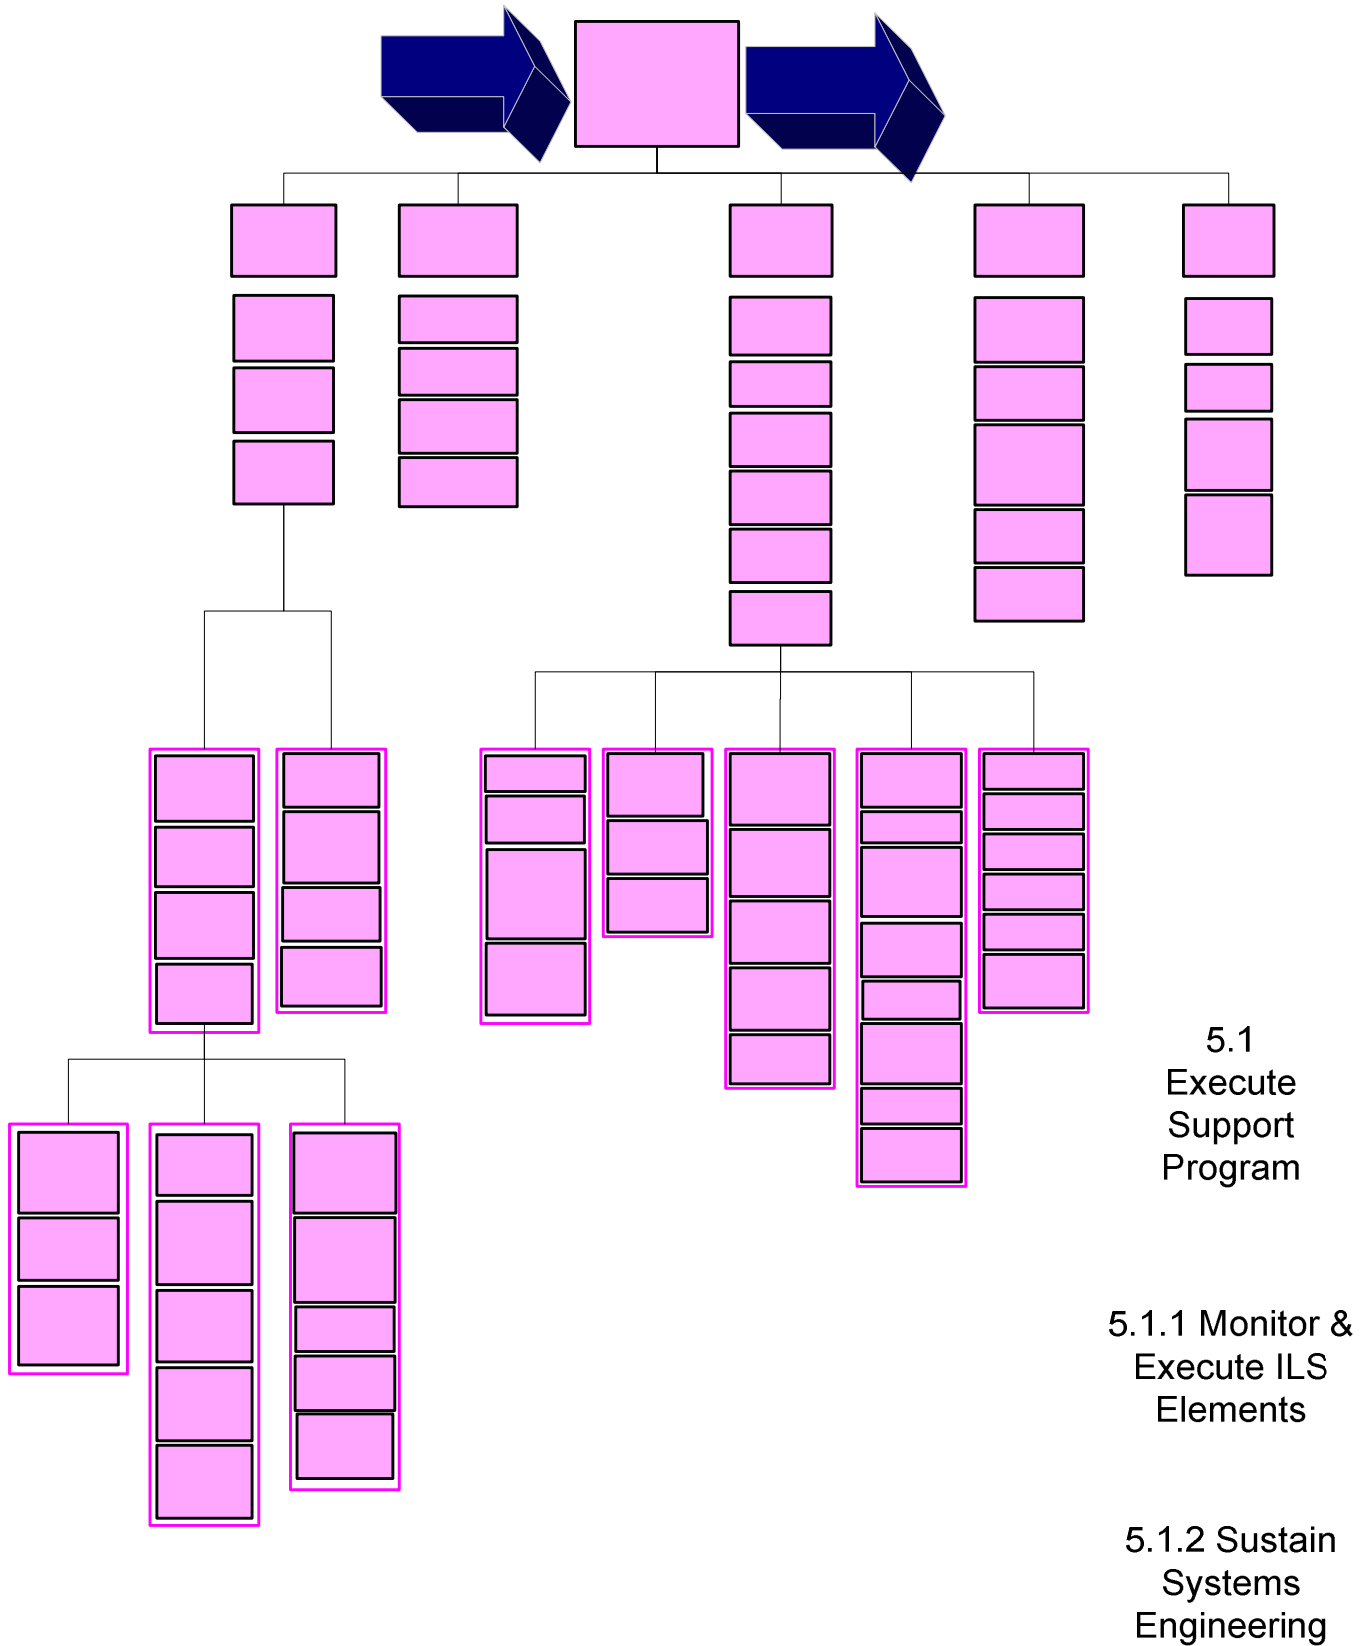 5.1
Execute
Support
Program
5.1.1 Monitor &
Execute ILS
Elements
5.1.2 Sustain
Systems
Engineering